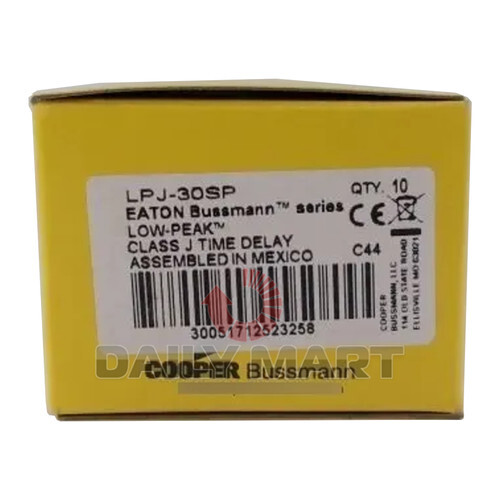 LPJ-30SP
QTY. 10
EATON Bussmann™ series
LOW-PEAK™
CLASS J TIME DELAY
ASSEMBLED IN MEXICO
C44
CE
COOPER
BUSSMANN, LLC
114 OLD STATE ROAD
ELLISVILLE MO 63021
30051712523258
DAILY MART
COOPER Bussmann